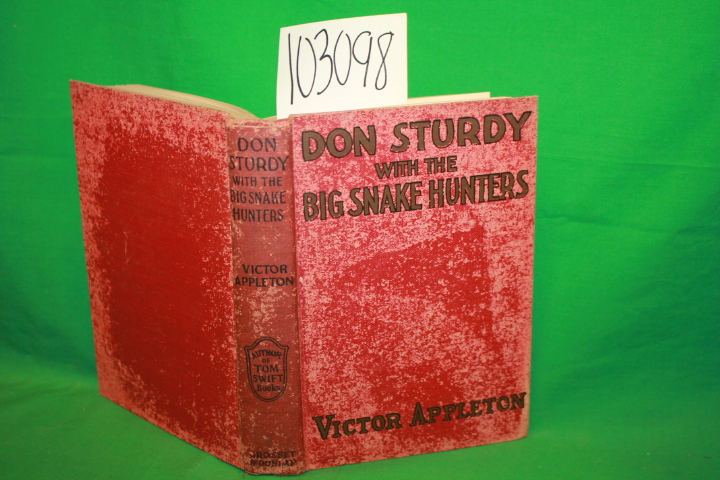 103098
DON
STURDY
WITH THE
BIG SNAKE
HUNTERS
VICTOR
APPLETON
AUTHOR
OF
TOM
SWIFT
Books
GROSSET
& DUNLAP
DON STURDY
WITH THE
BIG SNAKE HUNTERS
VICTOR APPLETON